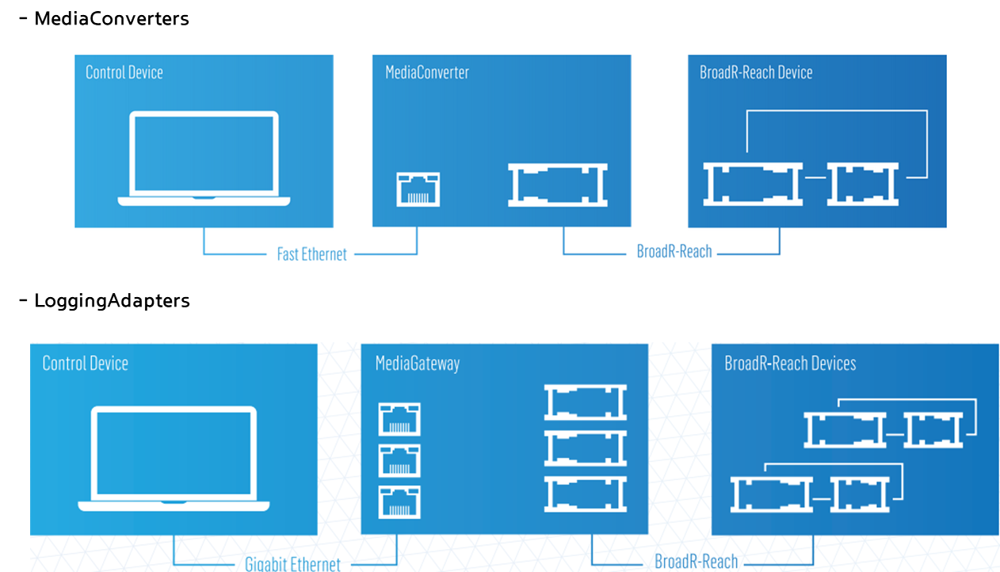 - MediaConverters
Control Device
MediaConverter
BroadR-Reach Device
Fast Ethernet
BroadR-Reach
- LoggingAdapters
Control Device
MediaGateway
BroadR-Reach Devices
Gigabit Ethernet
BroadR-Reach